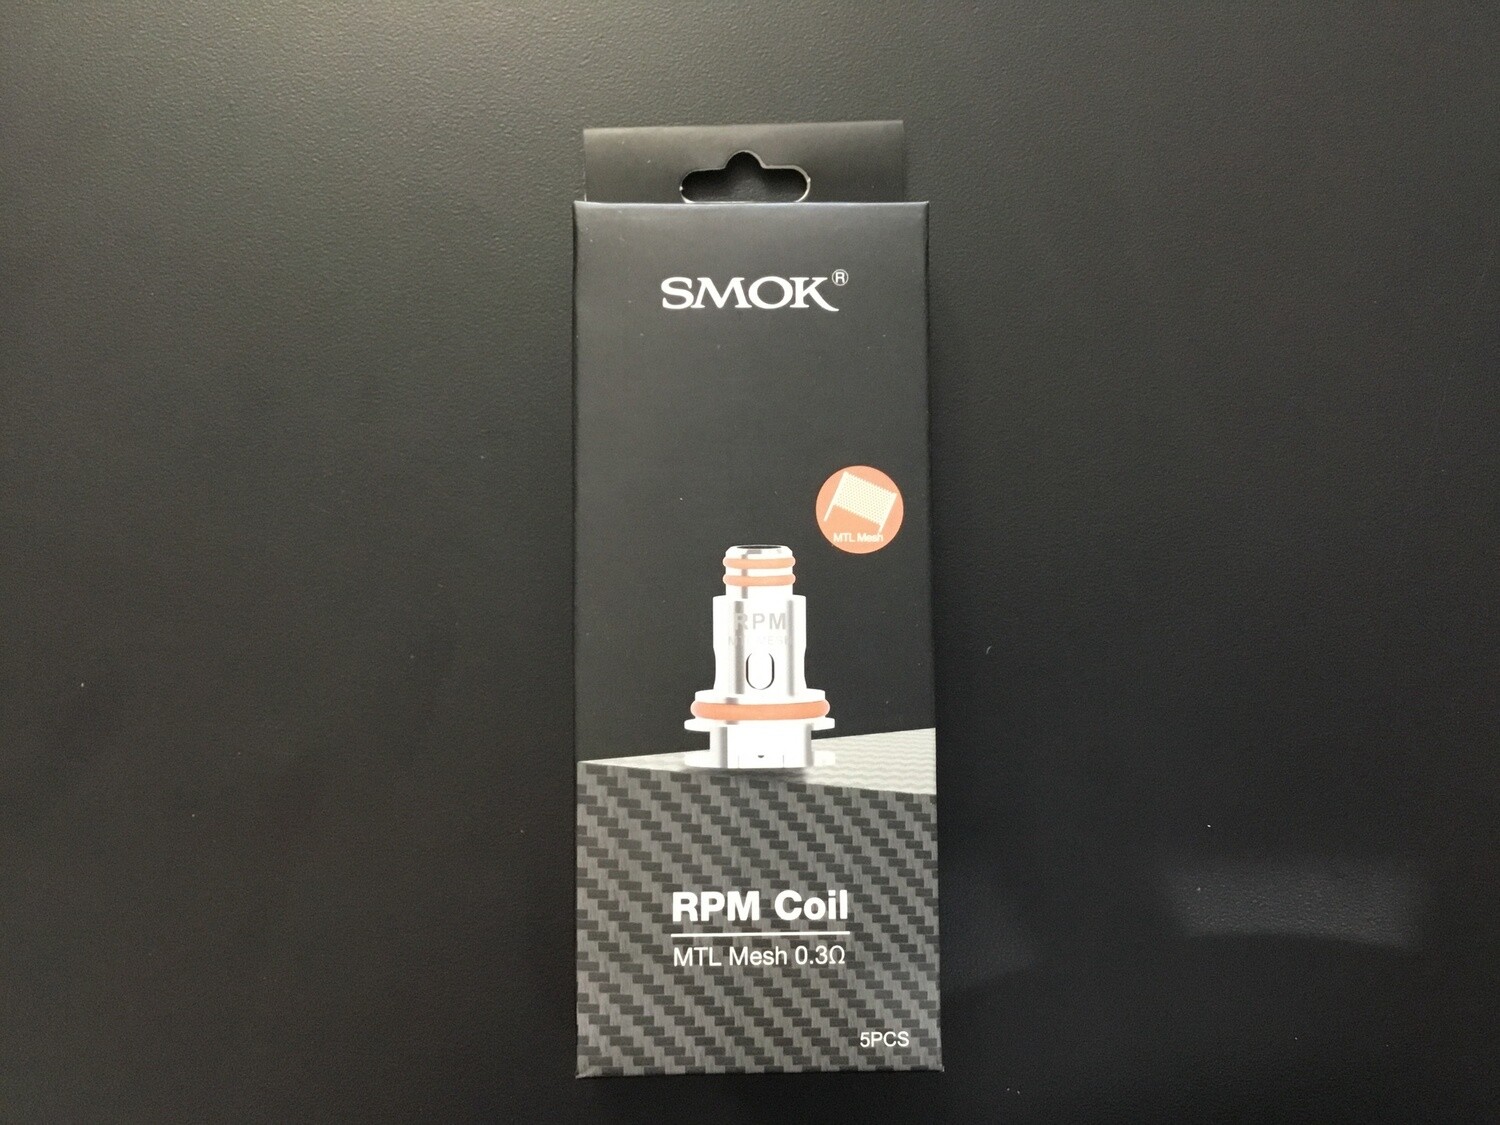 SMOK®
MTL Mesh
RPM
RPM Coil
MTL Mesh 0.3Ω
5PCS